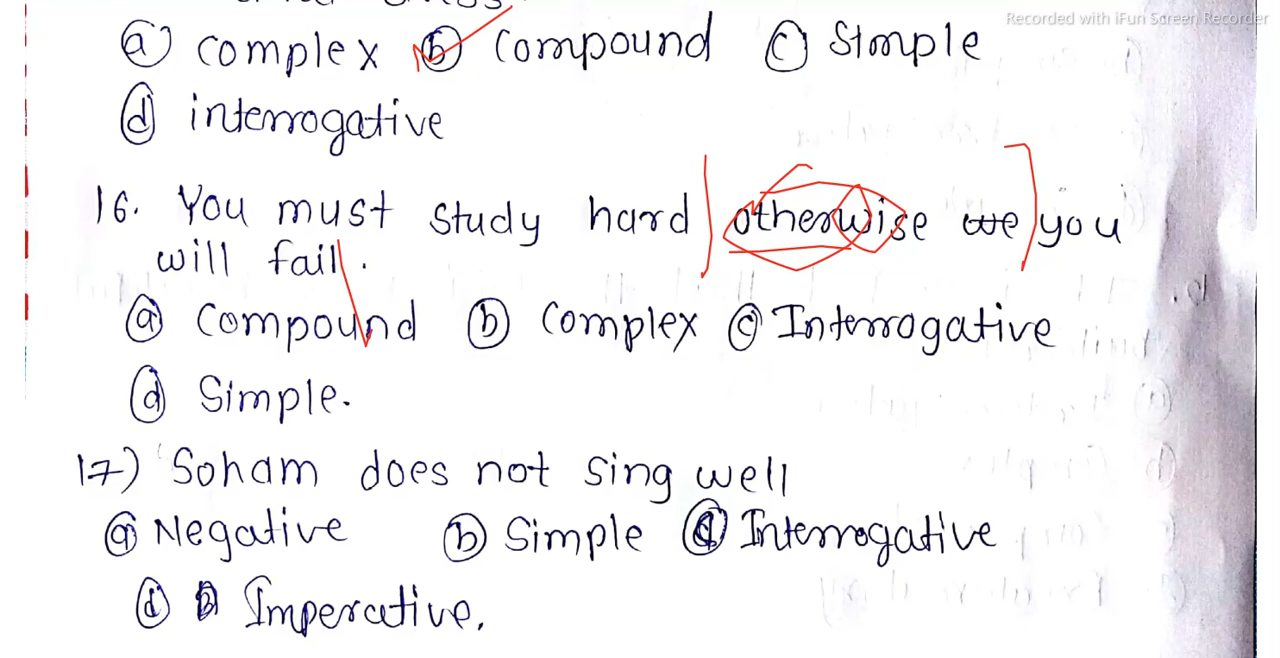 Recorded with iFun Screen Recorder
a) complex b) Compound c) Simple
d) interrogative
16. You must study hard otherwise you
will fail.
a) Compound b) Complex c) Interrogative
d) Simple.
17) Soham does not sing well
a) Negative b) Simple c) Interrogative
d) Imperative.